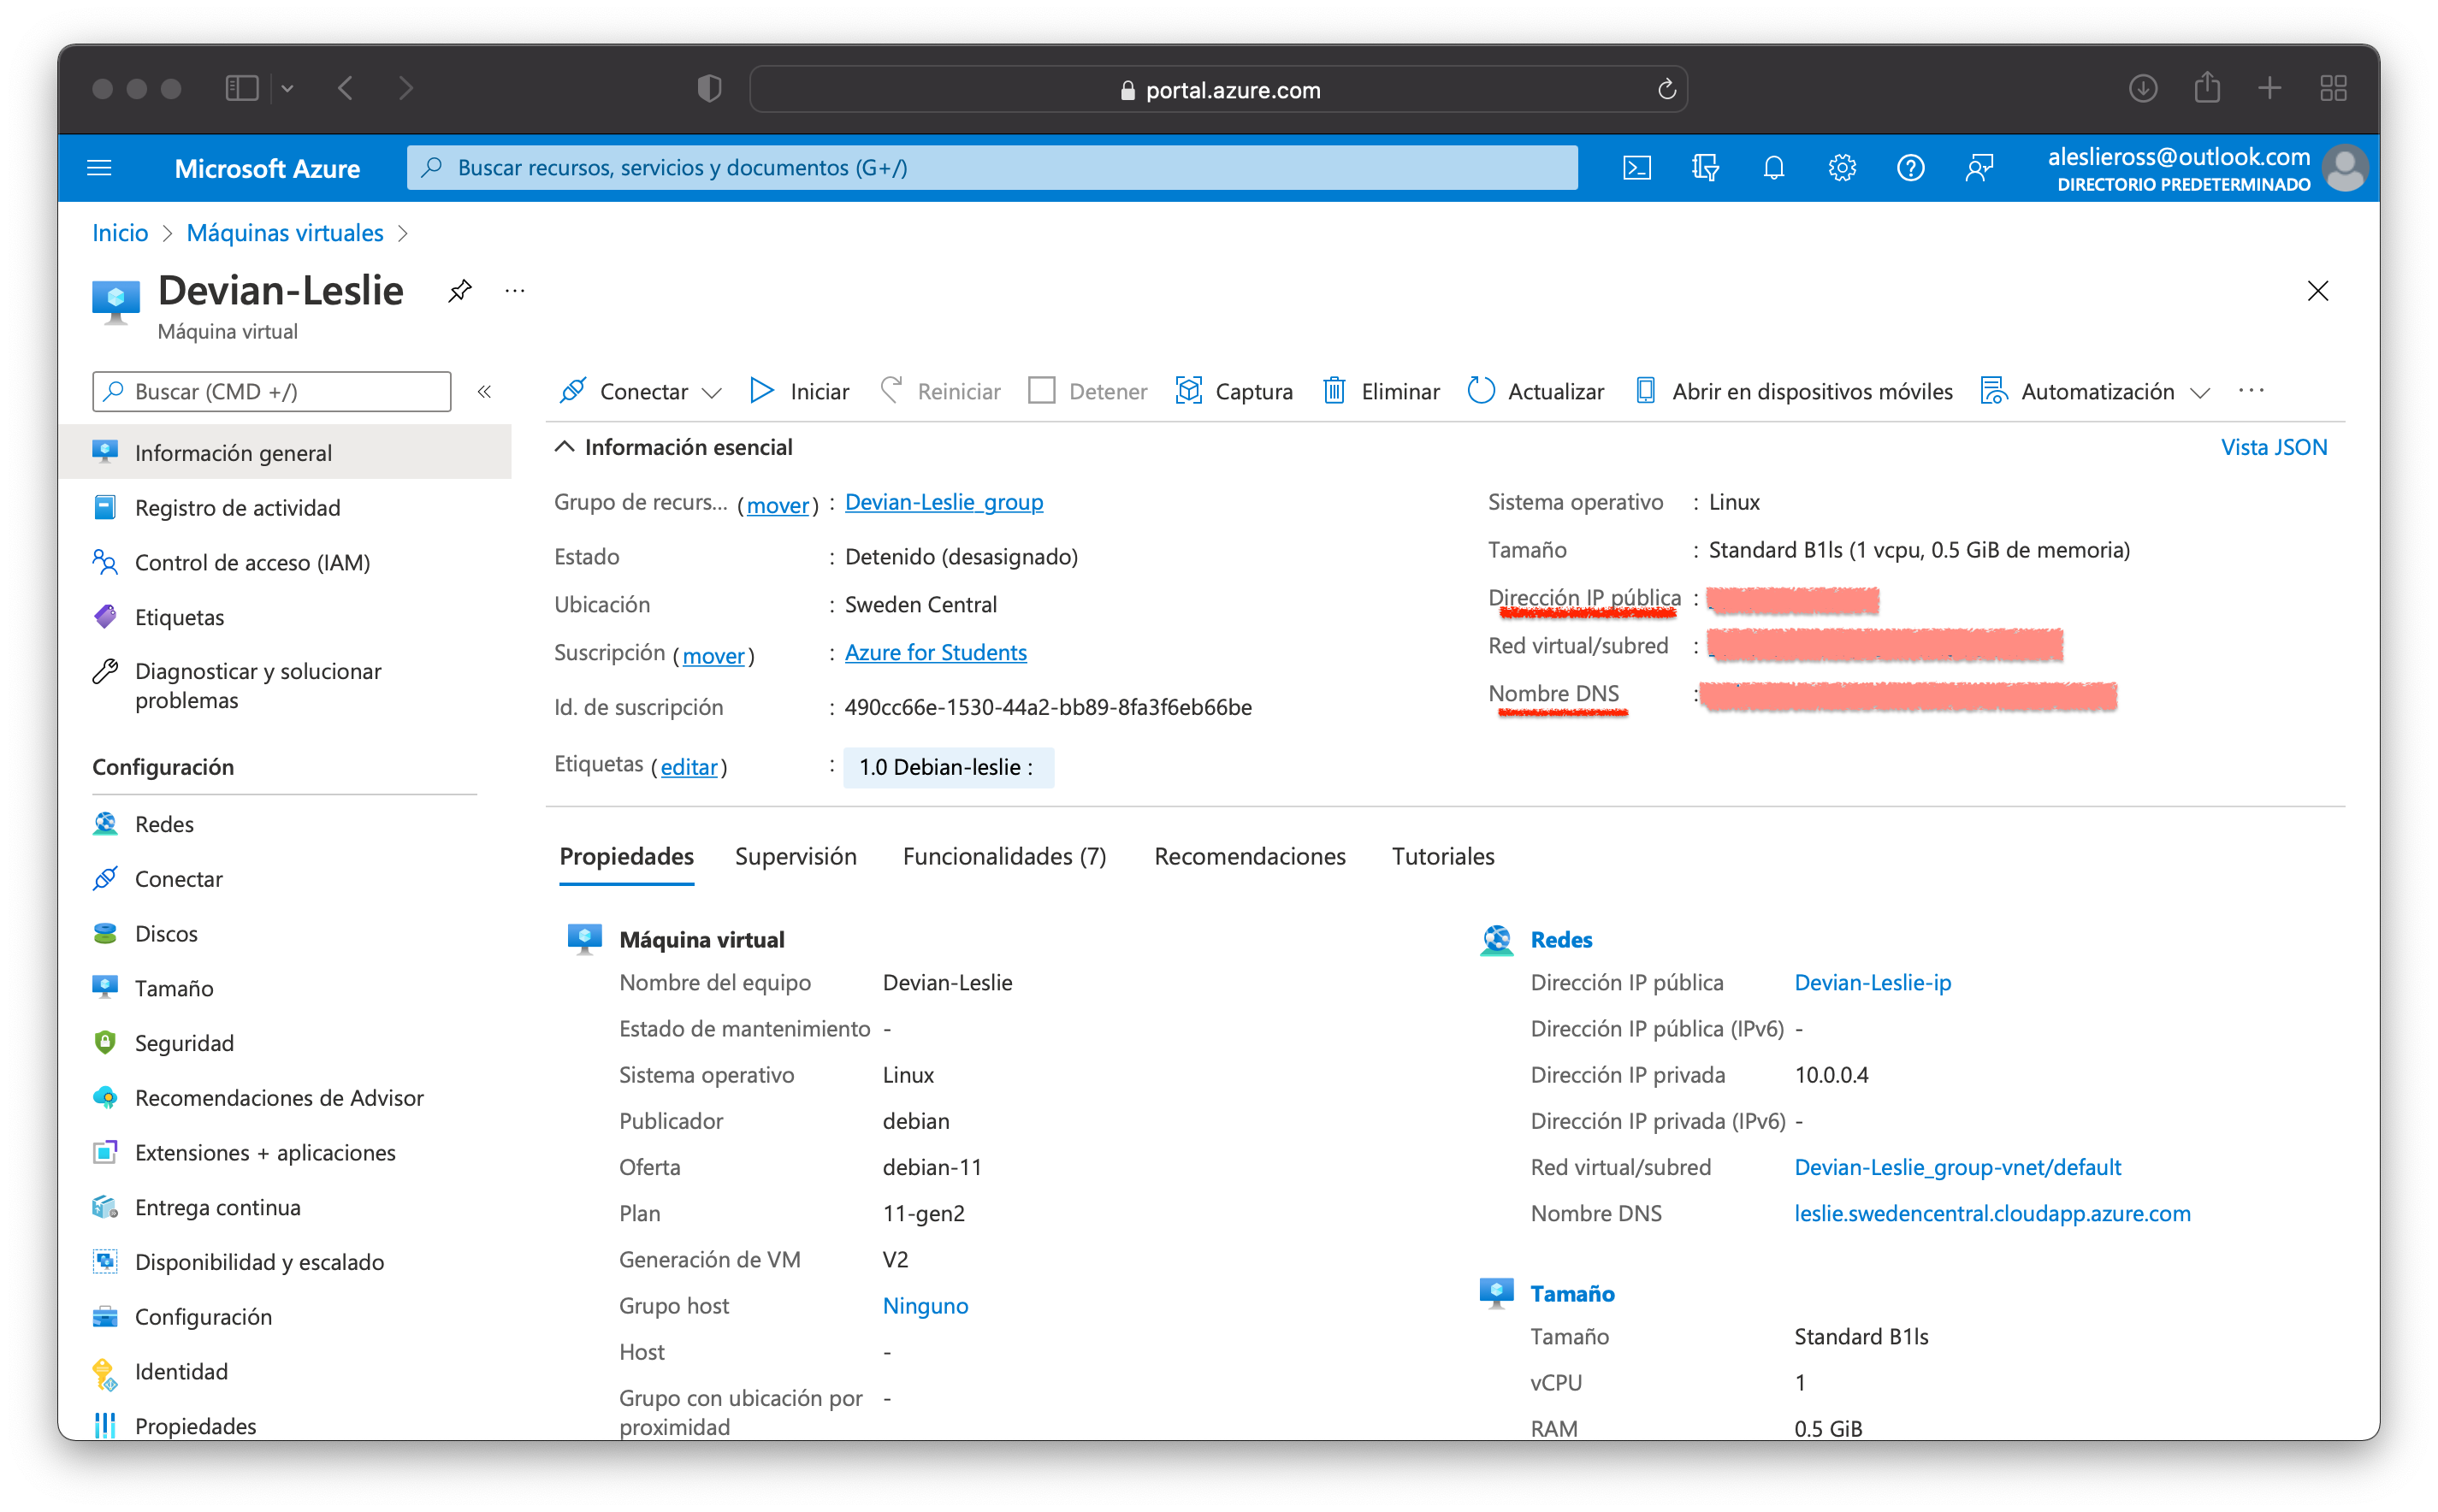 portal.azure.com
Microsoft Azure
Buscar recursos, servicios y documentos (G+/)
aleslieross@outlook.com
DIRECTORIO PREDETERMINADO
Inicio > Máquinas virtuales >
Devian-Leslie
Máquina virtual
Buscar (CMD +/)
Conectar
Iniciar
Reiniciar
Detener
Captura
Eliminar
Actualizar
Abrir en dispositivos móviles
Automatización
Información general
Registro de actividad
Control de acceso (IAM)
Etiquetas
Diagnosticar y solucionar
problemas
Configuración
Redes
Conectar
Discos
Tamaño
Seguridad
Recomendaciones de Advisor
Extensiones + aplicaciones
Entrega continua
Disponibilidad y escalado
Configuración
Identidad
Propiedades
Información esencial
Vista JSON
Grupo de recurs... (mover) : Devian-Leslie_group
Estado : Detenido (desasignado)
Ubicación : Sweden Central
Suscripción (mover) : Azure for Students
Id. de suscripción : 490cc66e-1530-44a2-bb89-8fa3f6eb66be
Etiquetas (editar) : 1.0 Debian-leslie :
Sistema operativo : Linux
Tamaño : Standard B1ls (1 vcpu, 0.5 GiB de memoria)
Dirección IP pública :
Red virtual/subred :
Nombre DNS :
Propiedades
Supervisión
Funcionalidades (7)
Recomendaciones
Tutoriales
Máquina virtual
Nombre del equipo Devian-Leslie
Estado de mantenimiento -
Sistema operativo Linux
Publicador debian
Oferta debian-11
Plan 11-gen2
Generación de VM V2
Grupo host Ninguno
Host -
Grupo con ubicación por -
proximidad
Redes
Dirección IP pública Devian-Leslie-ip
Dirección IP pública (IPv6) -
Dirección IP privada 10.0.0.4
Dirección IP privada (IPv6) -
Red virtual/subred Devian-Leslie_group-vnet/default
Nombre DNS leslie.swedencentral.cloudapp.azure.com
Tamaño
Tamaño Standard B1ls
vCPU 1
RAM 0.5 GiB